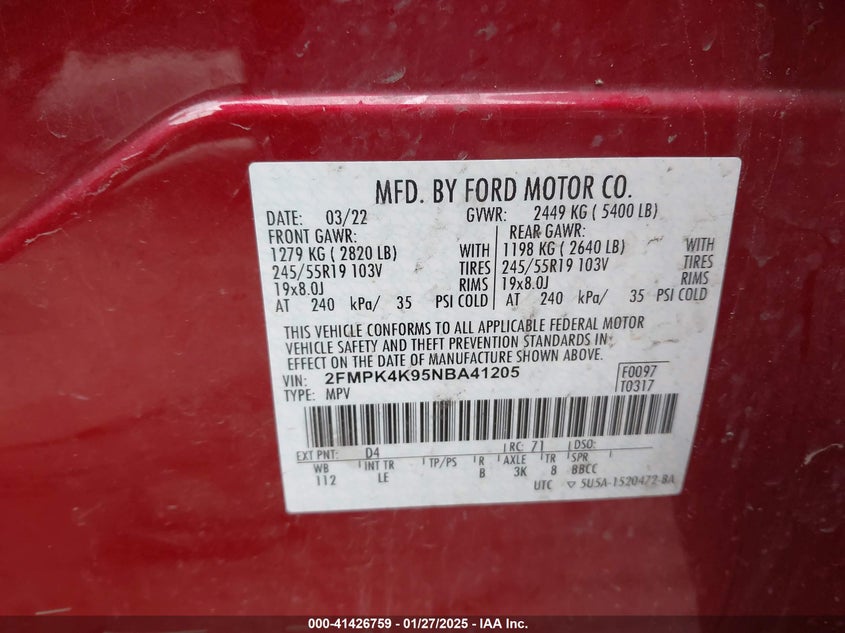 MFD. BY FORD MOTOR CO.
DATE: 03/22 GVWR: 2449 KG ( 5400 LB)
FRONT GAWR: REAR GAWR:
1279 KG ( 2820 LB) WITH 1198 KG ( 2640 LB) WITH
245/55R19 103V TIRES 245/55R19 103V TIRES
19x8.0J RIMS 19x8.0J RIMS
AT 240 kPa/ 35 PSI COLD AT 240 kPa/ 35 PSI COLD
THIS VEHICLE CONFORMS TO ALL APPLICABLE FEDERAL MOTOR
VEHICLE SAFETY AND THEFT PREVENTION STANDARDS IN
EFFECT ON THE DATE OF MANUFACTURE SHOWN ABOVE.
VIN: 2FMPK4K95NBA41205 F0097
TYPE: MPV T0317
EXT PNT: D4 RC: 71 DSO:
WB INT TR TP/PS R AXLE TR SPR
112 LE B 3K 8 BBCC
UTC ▽ 5U5A-1520472-BA
000-41426759 — 01/27/2025 — IAA Inc.